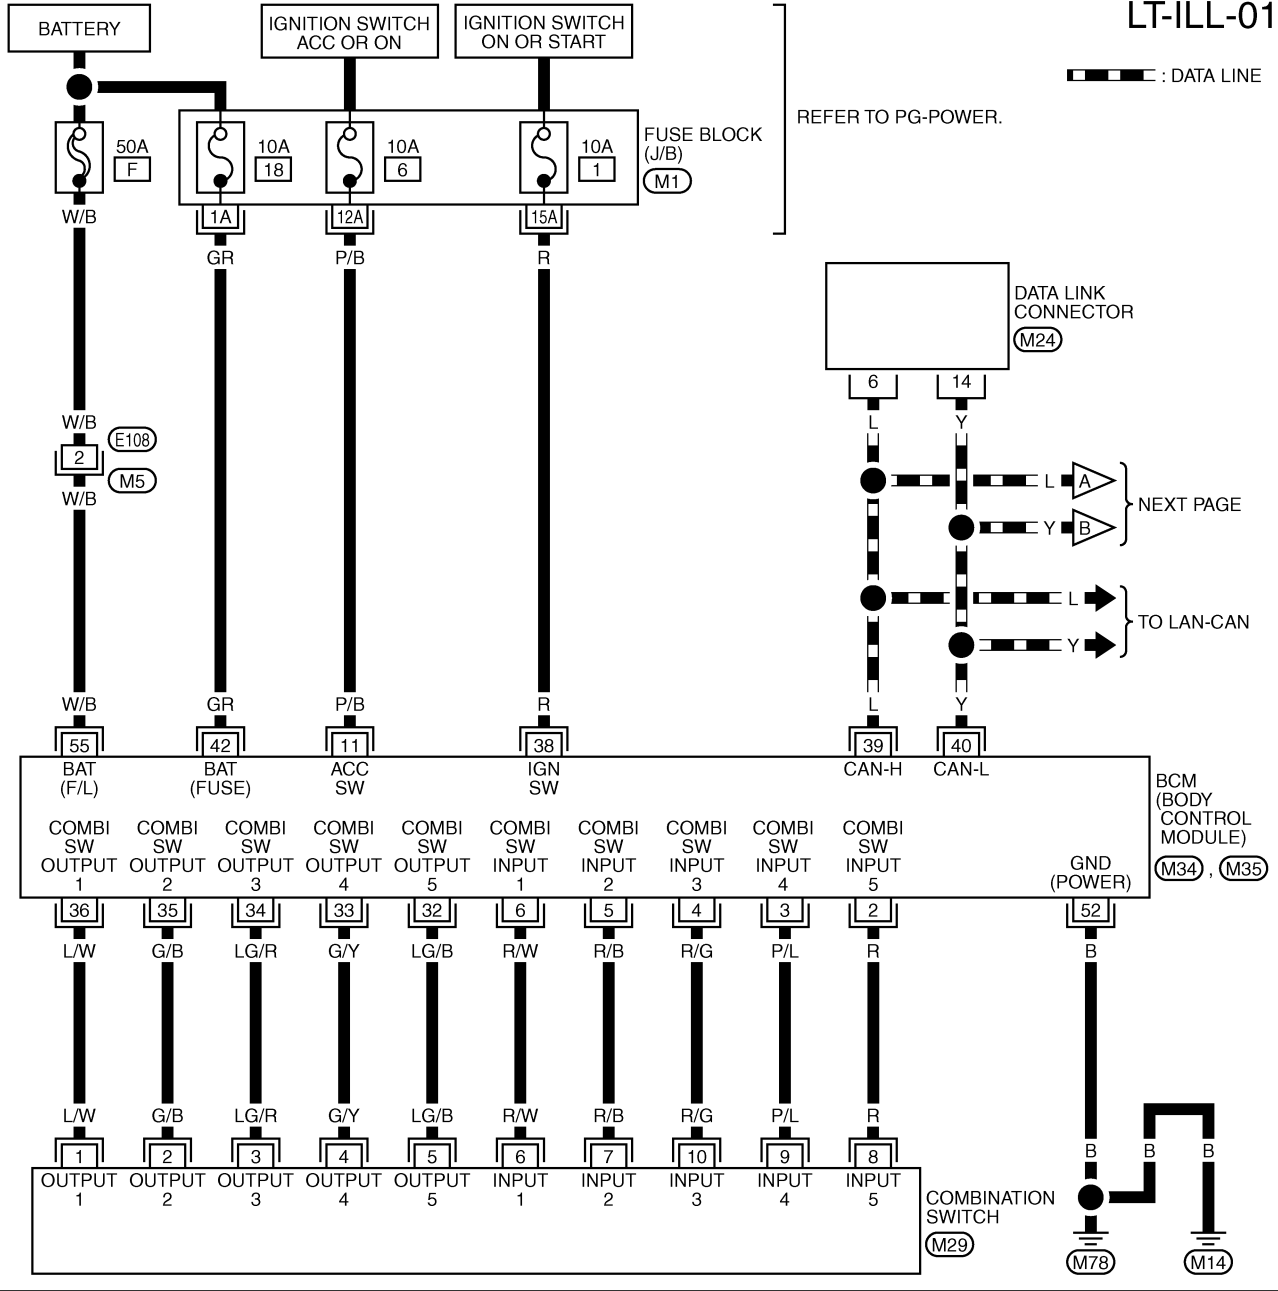 LT-ILL-01
: DATA LINE
BATTERY
IGNITION SWITCH
ACC OR ON
IGNITION SWITCH
ON OR START
REFER TO PG-POWER.
50A
F
10A
18
10A
6
10A
1
FUSE BLOCK
(J/B)
M1
W/B
1A
12A
15A
GR
P/B
R
DATA LINK
CONNECTOR
M24
6
14
L
Y
W/B
E108
2
M5
W/B
L
A
Y
B
NEXT PAGE
L
Y
TO LAN-CAN
W/B
GR
P/B
R
L
Y
55
42
11
38
39
40
BAT
(F/L)
BAT
(FUSE)
ACC
SW
IGN
SW
CAN-H
CAN-L
BCM
(BODY
CONTROL
MODULE)
M34 , M35
COMBI
SW
OUTPUT
1
COMBI
SW
OUTPUT
2
COMBI
SW
OUTPUT
3
COMBI
SW
OUTPUT
4
COMBI
SW
OUTPUT
5
COMBI
SW
INPUT
1
COMBI
SW
INPUT
2
COMBI
SW
INPUT
3
COMBI
SW
INPUT
4
COMBI
SW
INPUT
5
GND
(POWER)
36
35
34
33
32
6
5
4
3
2
52
L/W
G/B
LG/R
G/Y
LG/B
R/W
R/B
R/G
P/L
R
B
L/W
G/B
LG/R
G/Y
LG/B
R/W
R/B
R/G
P/L
R
B
B
B
1
2
3
4
5
6
7
10
9
8
OUTPUT
1
OUTPUT
2
OUTPUT
3
OUTPUT
4
OUTPUT
5
INPUT
1
INPUT
2
INPUT
3
INPUT
4
INPUT
5
COMBINATION
SWITCH
M29
M78
M14